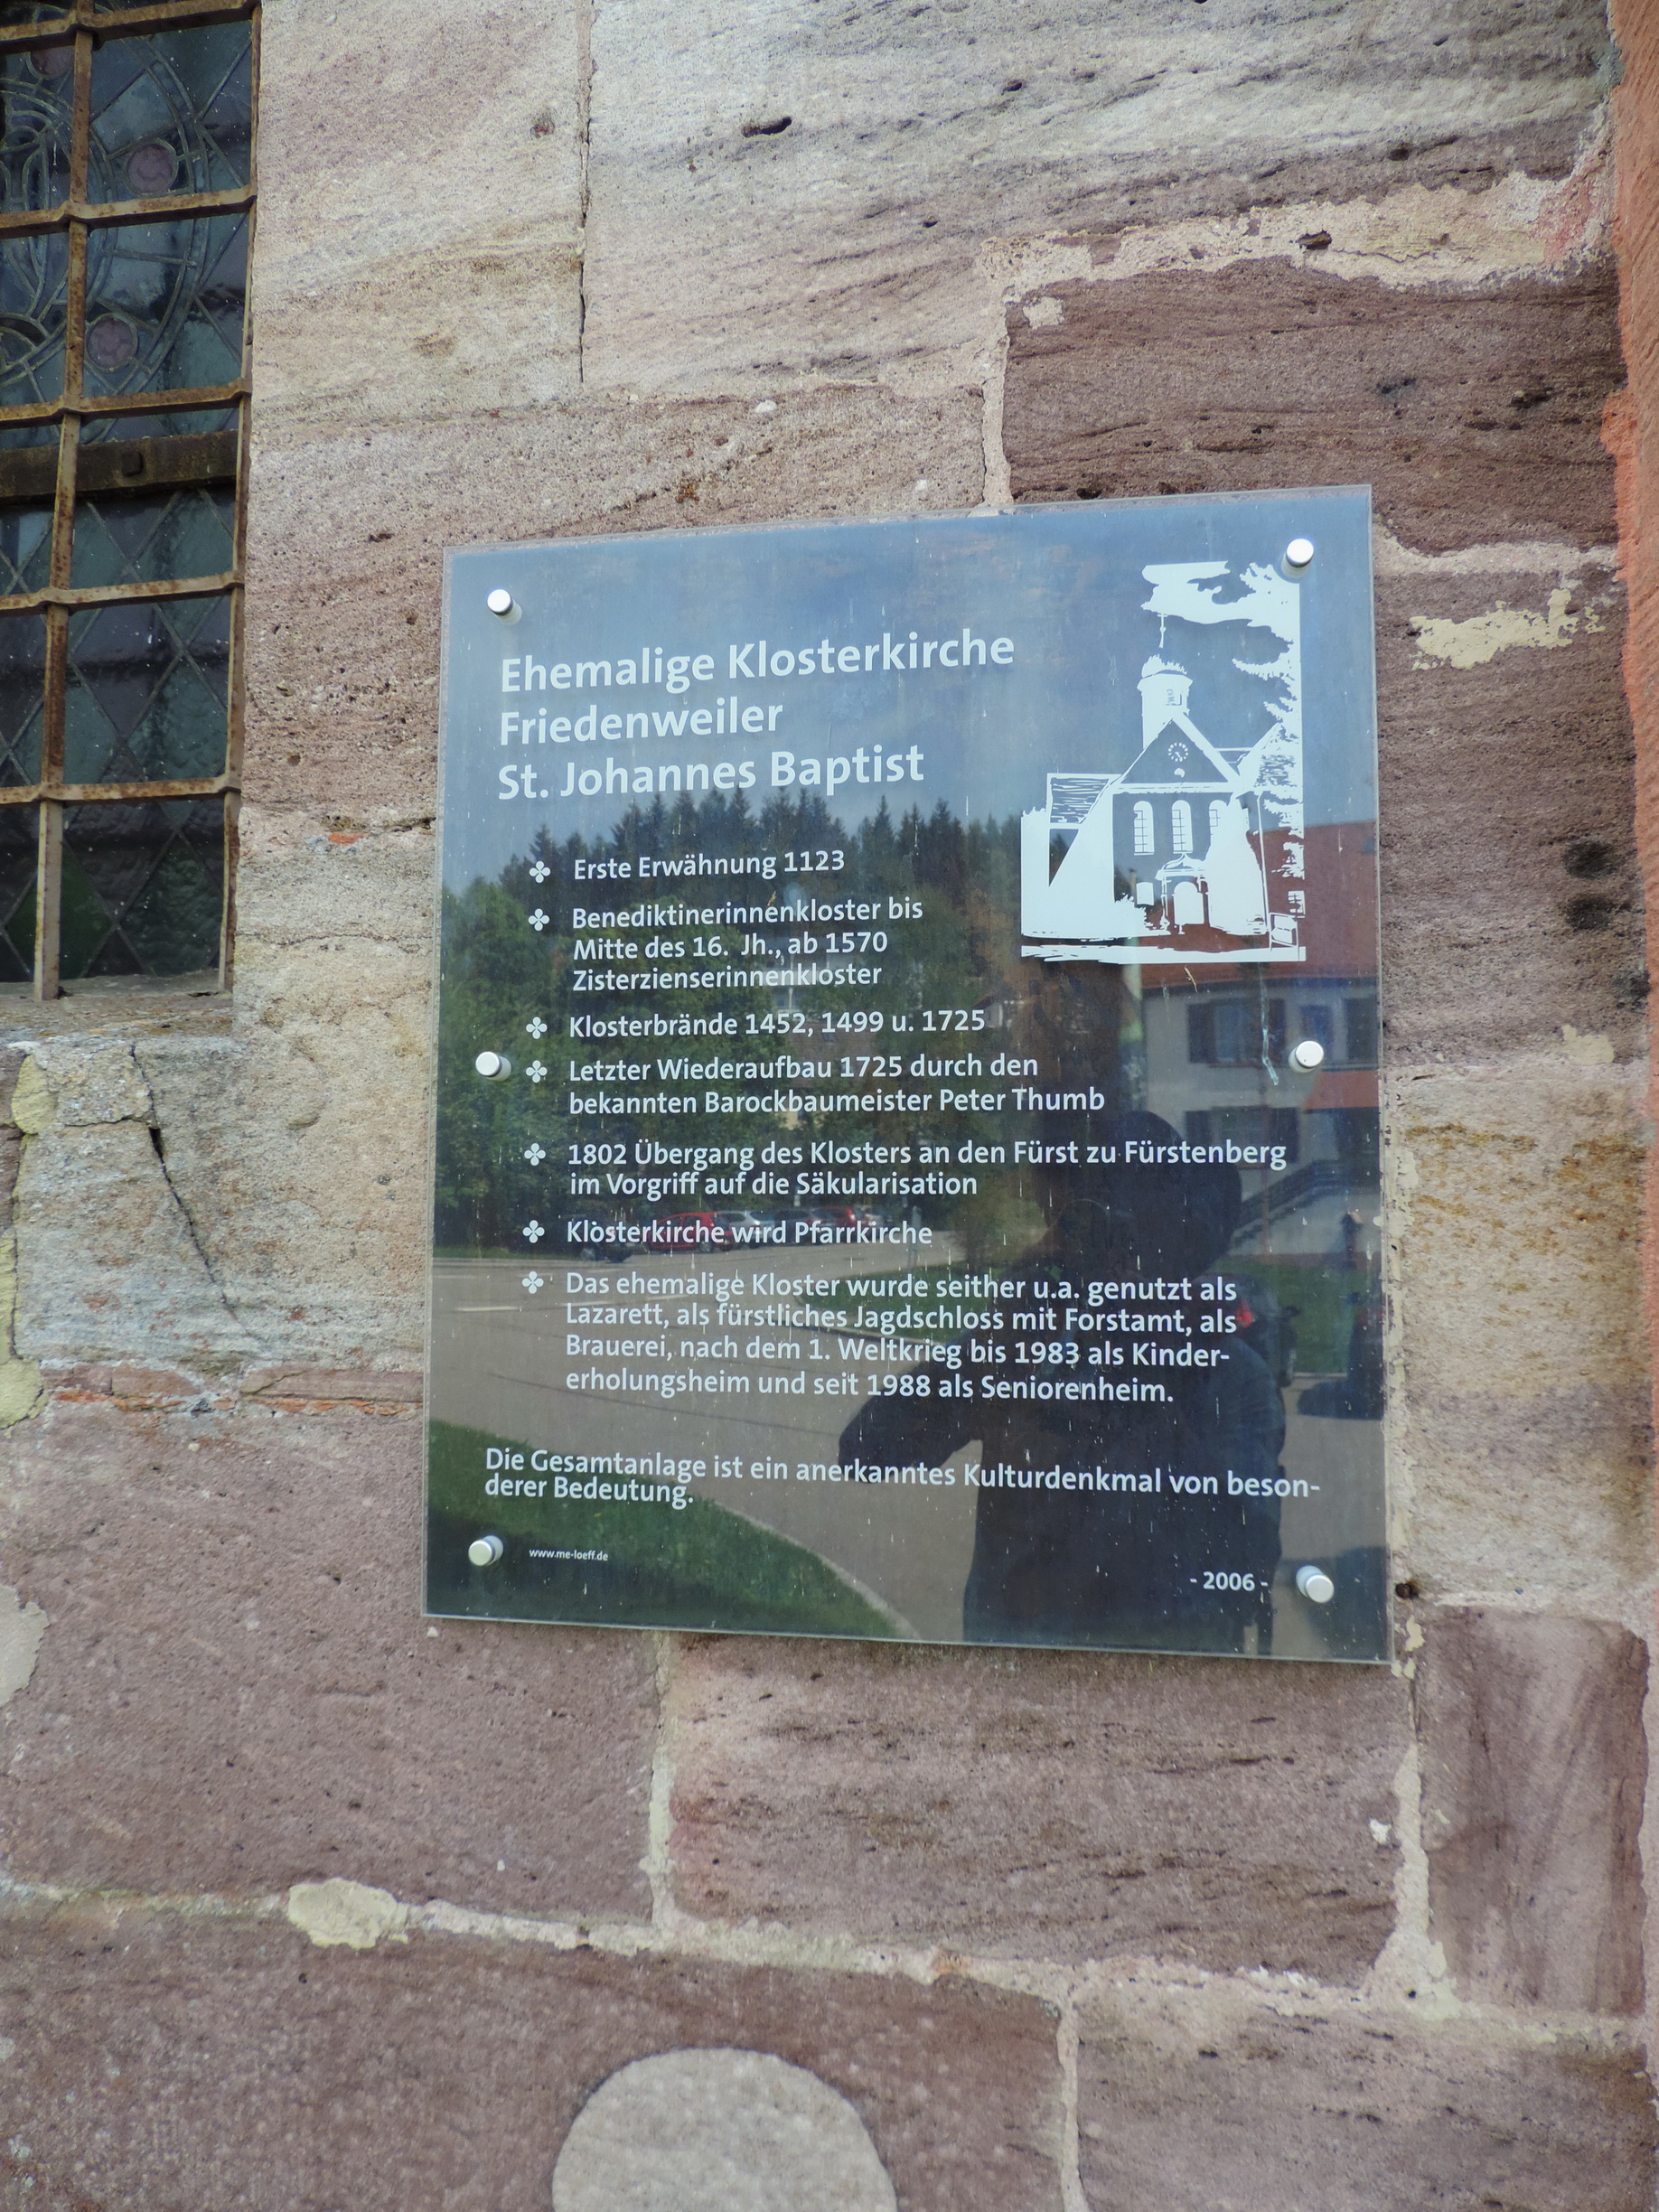 Ehemalige Klosterkirche
Friedenweiler
St. Johannes Baptist
Erste Erwähnung 1123
Benediktinerinnenkloster bis
Mitte des 16. Jh., ab 1570
Zisterzienserinnenkloster
Klosterbrände 1452, 1499 u. 1725
Letzter Wiederaufbau 1725 durch den
bekannten Barockbaumeister Peter Thumb
1802 Übergang des Klosters an den Fürst zu Fürstenberg
im Vorgriff auf die Säkularisation
Klosterkirche wird Pfarrkirche
Das ehemalige Kloster wurde seither u.a. genutzt als
Lazarett, als fürstliches Jagdschloss mit Forstamt, als
Brauerei, nach dem 1. Weltkrieg bis 1983 als Kinder-
erholungsheim und seit 1988 als Seniorenheim.
Die Gesamtanlage ist ein anerkanntes Kulturdenkmal von beson-
derer Bedeutung.
www.me-loeff.de
- 2006 -